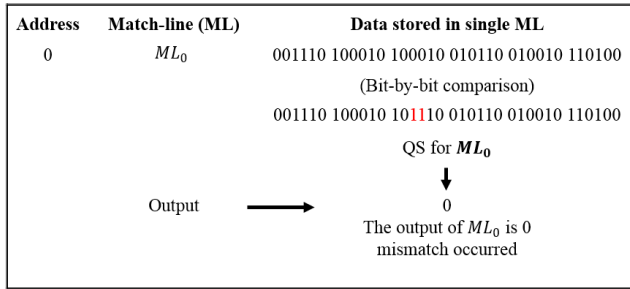 Address Match-line (ML) Data stored in single ML
0 ML₀ 001110 100010 100010 010110 010010 110100
(Bit-by-bit comparison)
001110 100010 101110 010110 010010 110100
QS for ML₀
Output 0
The output of ML₀ is 0
mismatch occurred